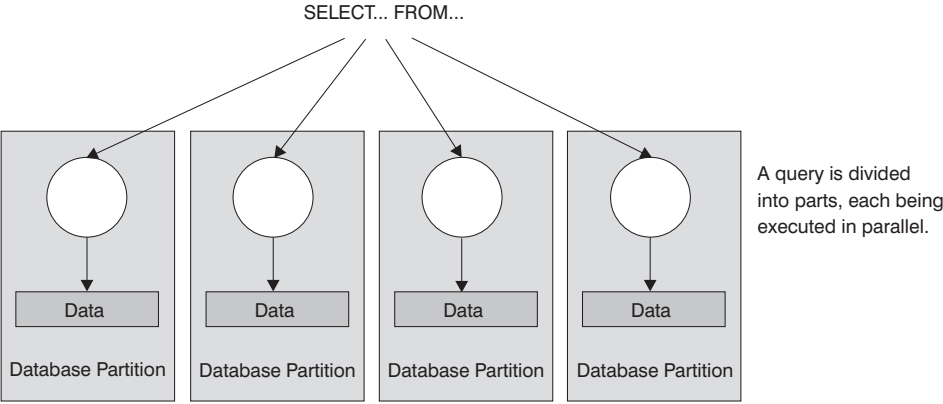 SELECT... FROM...
A query is divided
into parts, each being
executed in parallel.
Data
Data
Data
Data
Database Partition
Database Partition
Database Partition
Database Partition